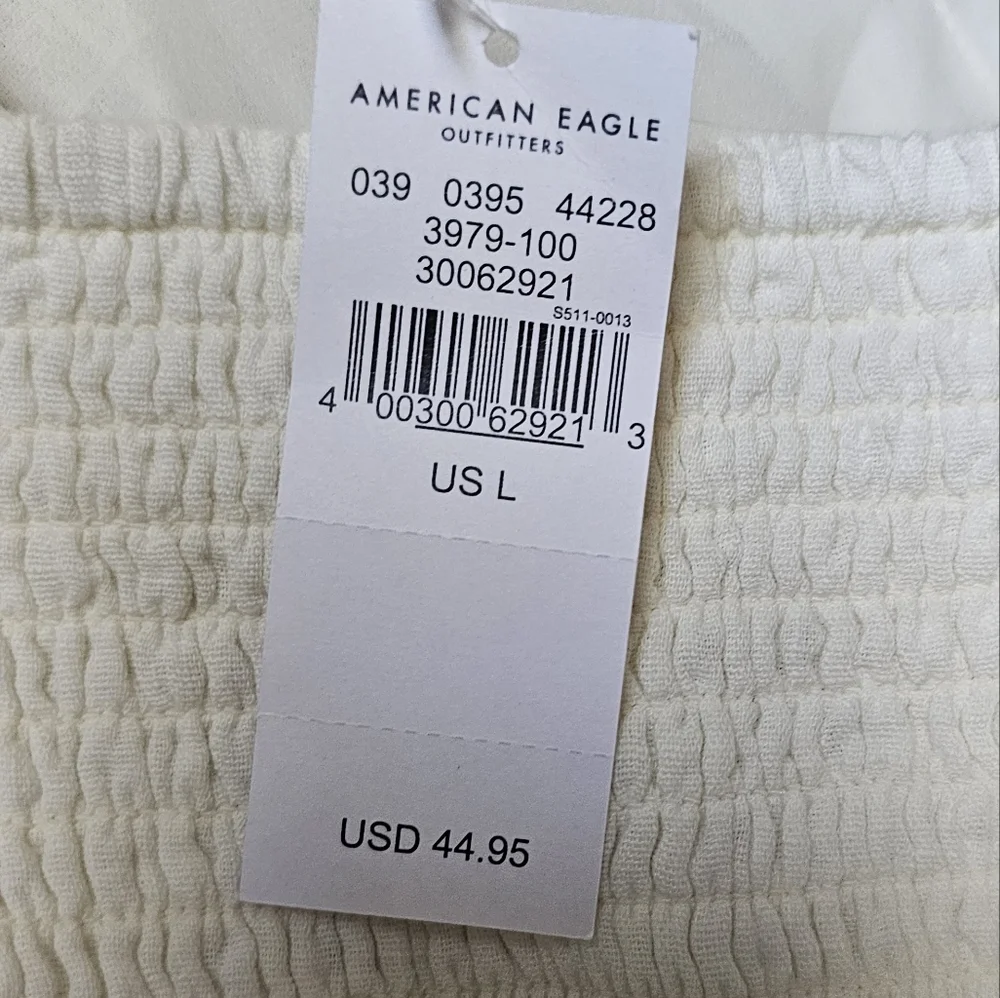 AMERICAN EAGLE
OUTFITTERS
039 0395 44228
3979-100
30062921
S511-0013
4 00300 62921 3
US L
USD 44.95